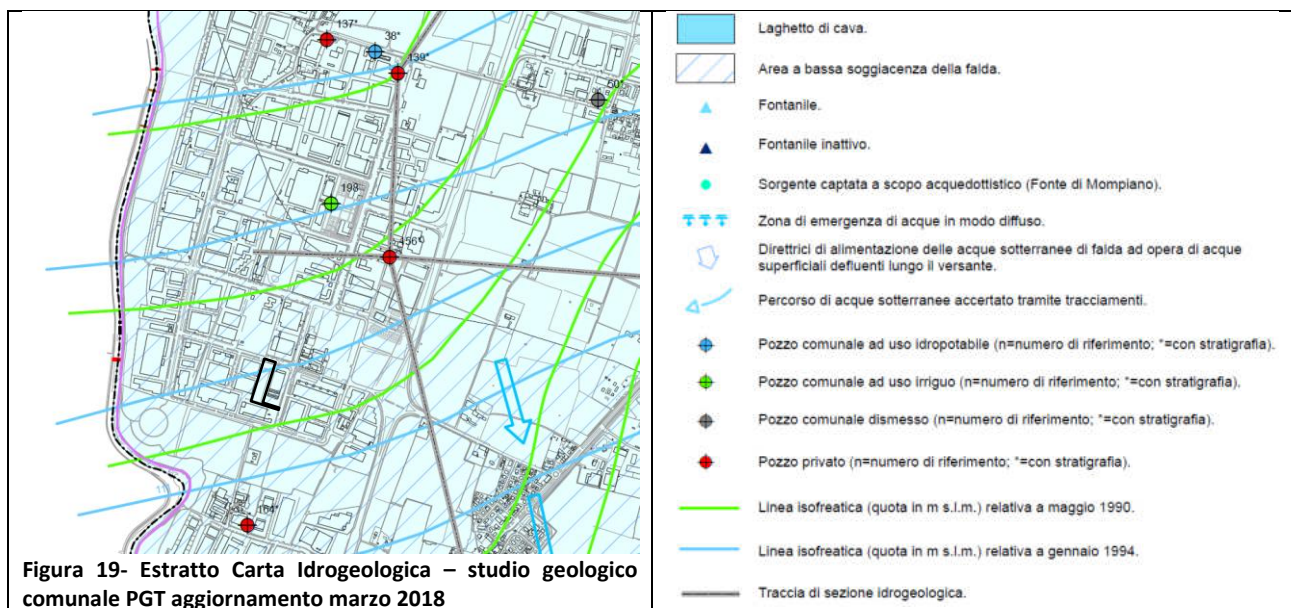 137*
38*
139*
50*
198
156*
164*
Figura 19- Estratto Carta Idrogeologica – studio geologico
comunale PGT aggiornamento marzo 2018
Laghetto di cava.
Area a bassa soggiacenza della falda.
Fontanile.
Fontanile inattivo.
Sorgente captata a scopo acquedottistico (Fonte di Mompiano).
Zona di emergenza di acque in modo diffuso.
Direttrici di alimentazione delle acque sotterranee di falda ad opera di acque
superficiali defluenti lungo il versante.
Percorso di acque sotterranee accertato tramite tracciamenti.
Pozzo comunale ad uso idropotabile (n=numero di riferimento; *=con stratigrafia).
Pozzo comunale ad uso irriguo (n=numero di riferimento; *=con stratigrafia).
Pozzo comunale dismesso (n=numero di riferimento; *=con stratigrafia).
Pozzo privato (n=numero di riferimento; *=con stratigrafia).
Linea isofreatica (quota in m s.l.m.) relativa a maggio 1990.
Linea isofreatica (quota in m s.l.m.) relativa a gennaio 1994.
Traccia di sezione idrogeologica.